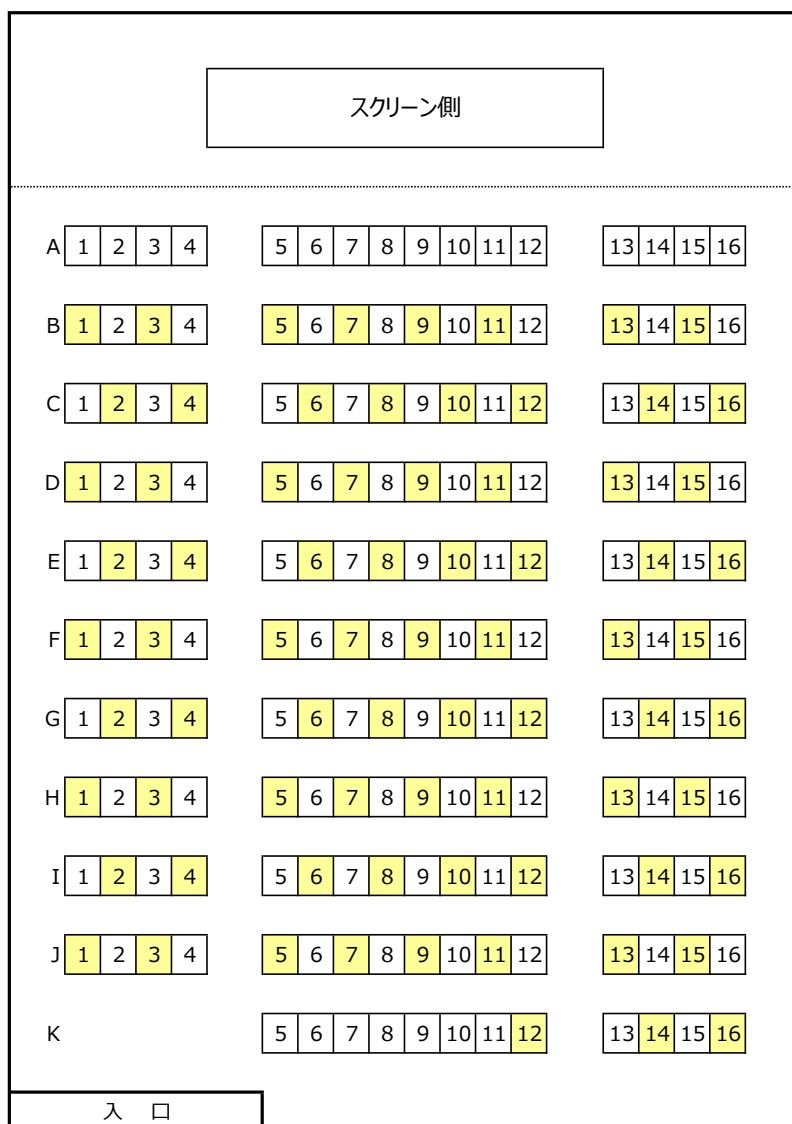 スクリーン側
A 1 2 3 4 5 6 7 8 9 10 11 12 13 14 15 16
B 1 2 3 4 5 6 7 8 9 10 11 12 13 14 15 16
C 1 2 3 4 5 6 7 8 9 10 11 12 13 14 15 16
D 1 2 3 4 5 6 7 8 9 10 11 12 13 14 15 16
E 1 2 3 4 5 6 7 8 9 10 11 12 13 14 15 16
F 1 2 3 4 5 6 7 8 9 10 11 12 13 14 15 16
G 1 2 3 4 5 6 7 8 9 10 11 12 13 14 15 16
H 1 2 3 4 5 6 7 8 9 10 11 12 13 14 15 16
I 1 2 3 4 5 6 7 8 9 10 11 12 13 14 15 16
J 1 2 3 4 5 6 7 8 9 10 11 12 13 14 15 16
K 5 6 7 8 9 10 11 12 13 14 15 16
入 口